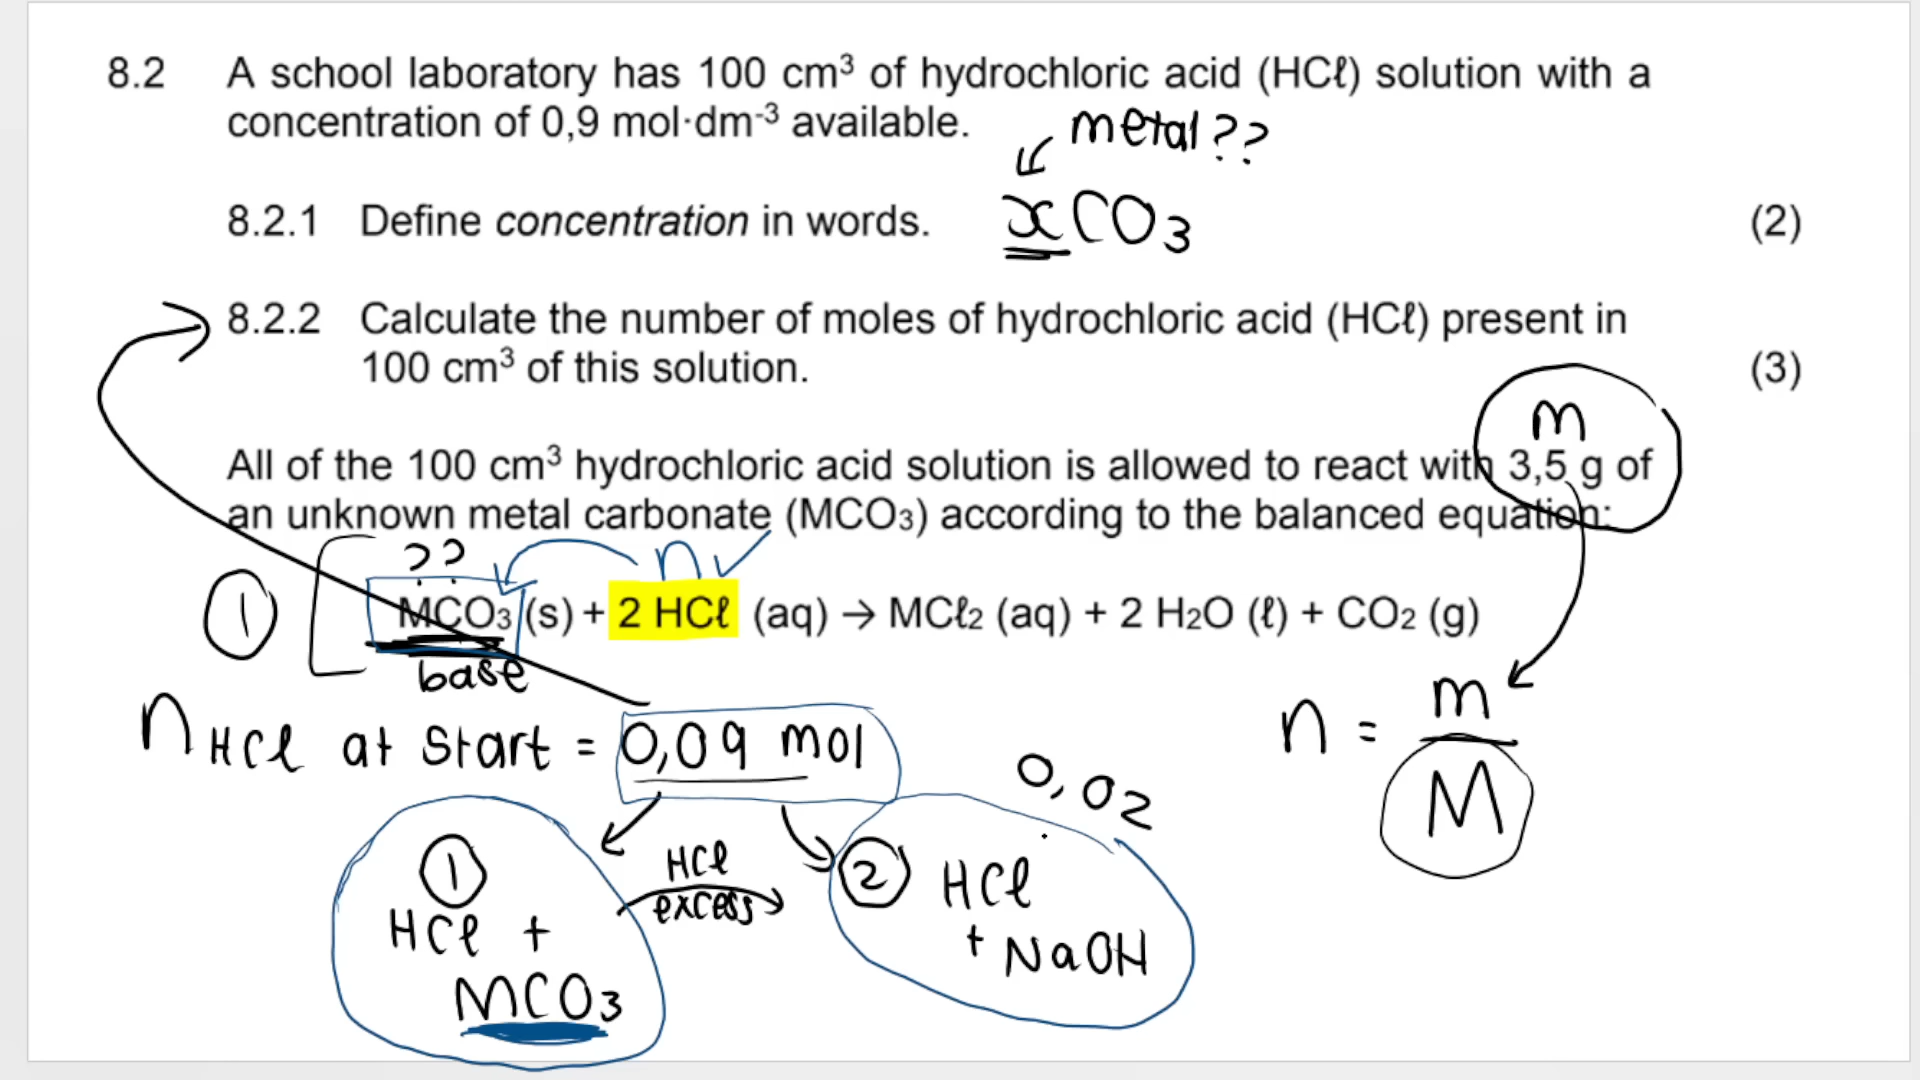 8.2 A school laboratory has 100 cm³ of hydrochloric acid (HCℓ) solution with a
concentration of 0,9 mol·dm⁻³ available.
metal??
8.2.1 Define concentration in words. (2)
xCO3
8.2.2 Calculate the number of moles of hydrochloric acid (HCℓ) present in
100 cm³ of this solution. (3)
m
All of the 100 cm³ hydrochloric acid solution is allowed to react with 3,5 g of
an unknown metal carbonate (MCO₃) according to the balanced equation:
?? n
1 MCO₃ (s) + 2 HCℓ (aq) → MCℓ₂ (aq) + 2 H₂O (ℓ) + CO₂ (g)
base
n HCl at start = 0,09 mol
n = m
M
0,02
1 HCl excess 2 HCl
HCl + + NaOH
MCO3